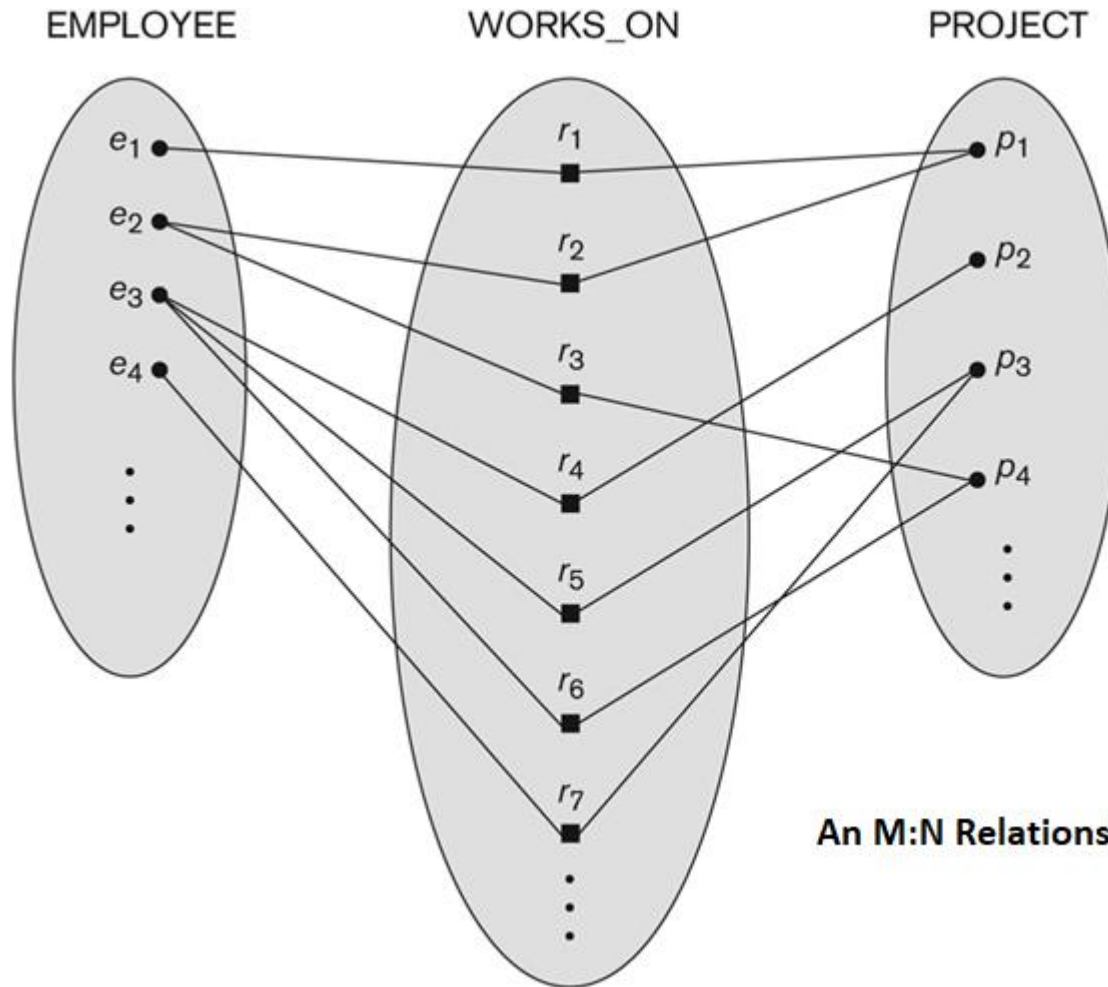 EMPLOYEE
WORKS_ON
PROJECT
e1
e2
e3
e4
r1
r2
r3
r4
r5
r6
r7
p1
p2
p3
p4
An M:N Relations